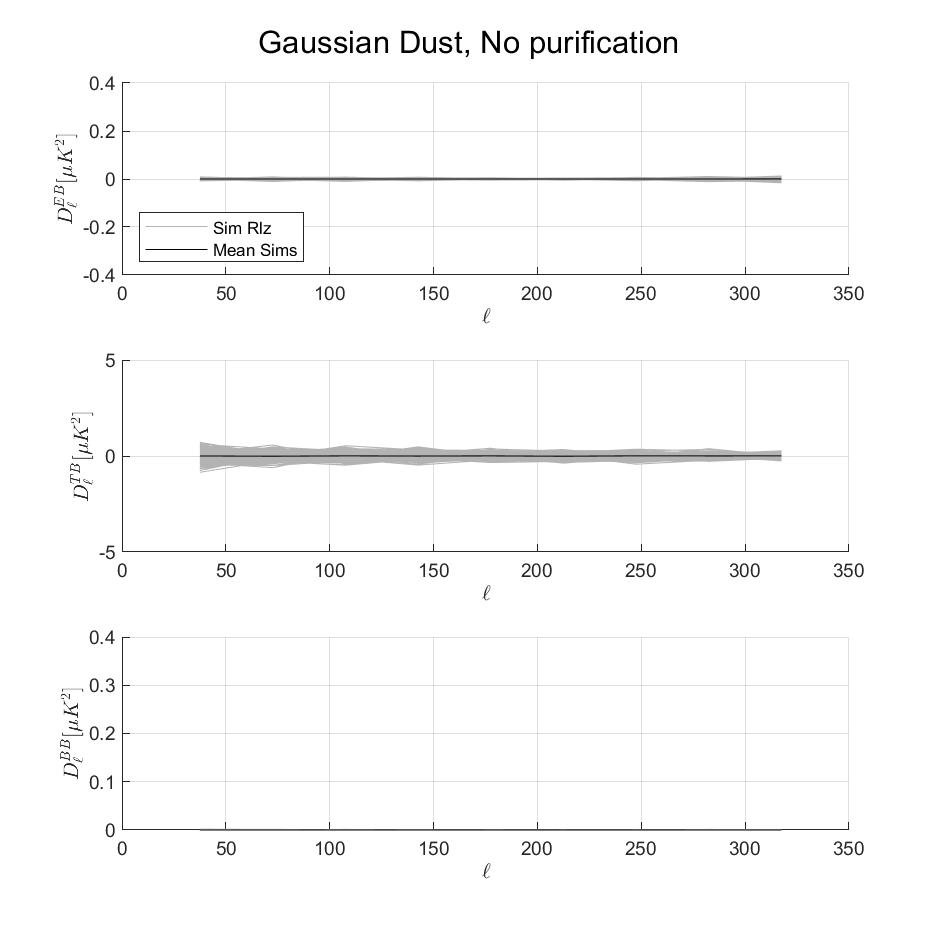 Gaussian Dust, No purification
0.4
0.2
0
-0.2
-0.4
D_ℓ^{EB}[μK^2]
Sim Rlz
Mean Sims
0 50 100 150 200 250 300 350
ℓ
5
0
-5
D_ℓ^{TB}[μK^2]
0 50 100 150 200 250 300 350
ℓ
0.4
0.3
0.2
0.1
0
D_ℓ^{BB}[μK^2]
0 50 100 150 200 250 300 350
ℓ